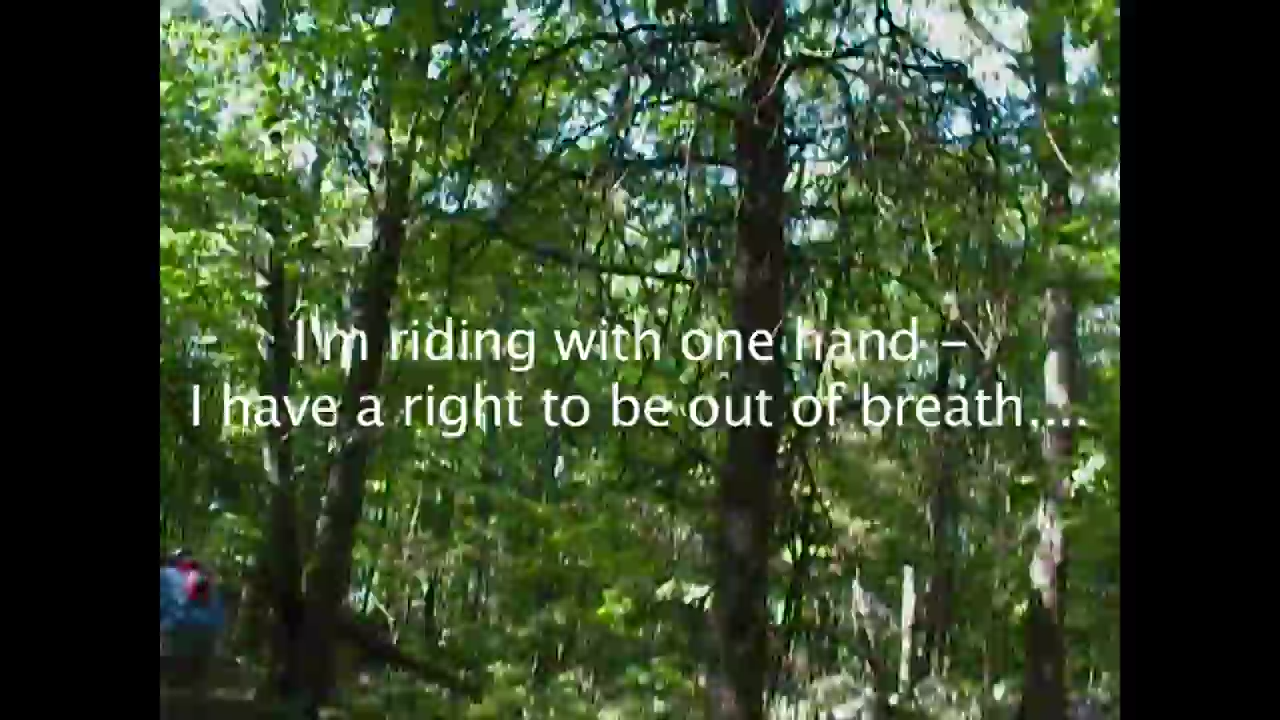 I'm riding with one hand –
I have a right to be out of breath....